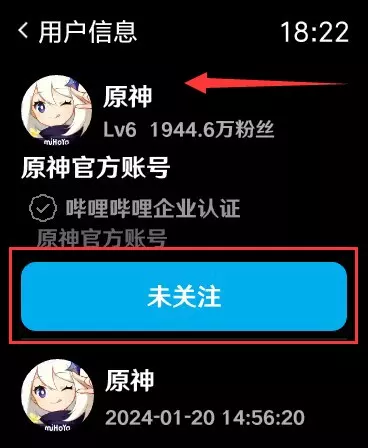 用户信息 18:22
原神
miHoYo
Lv6 1944.6万粉丝
原神官方账号
哔哩哔哩企业认证
原神官方账号
未关注
原神
miHoYo
2024-01-20 14:56:20